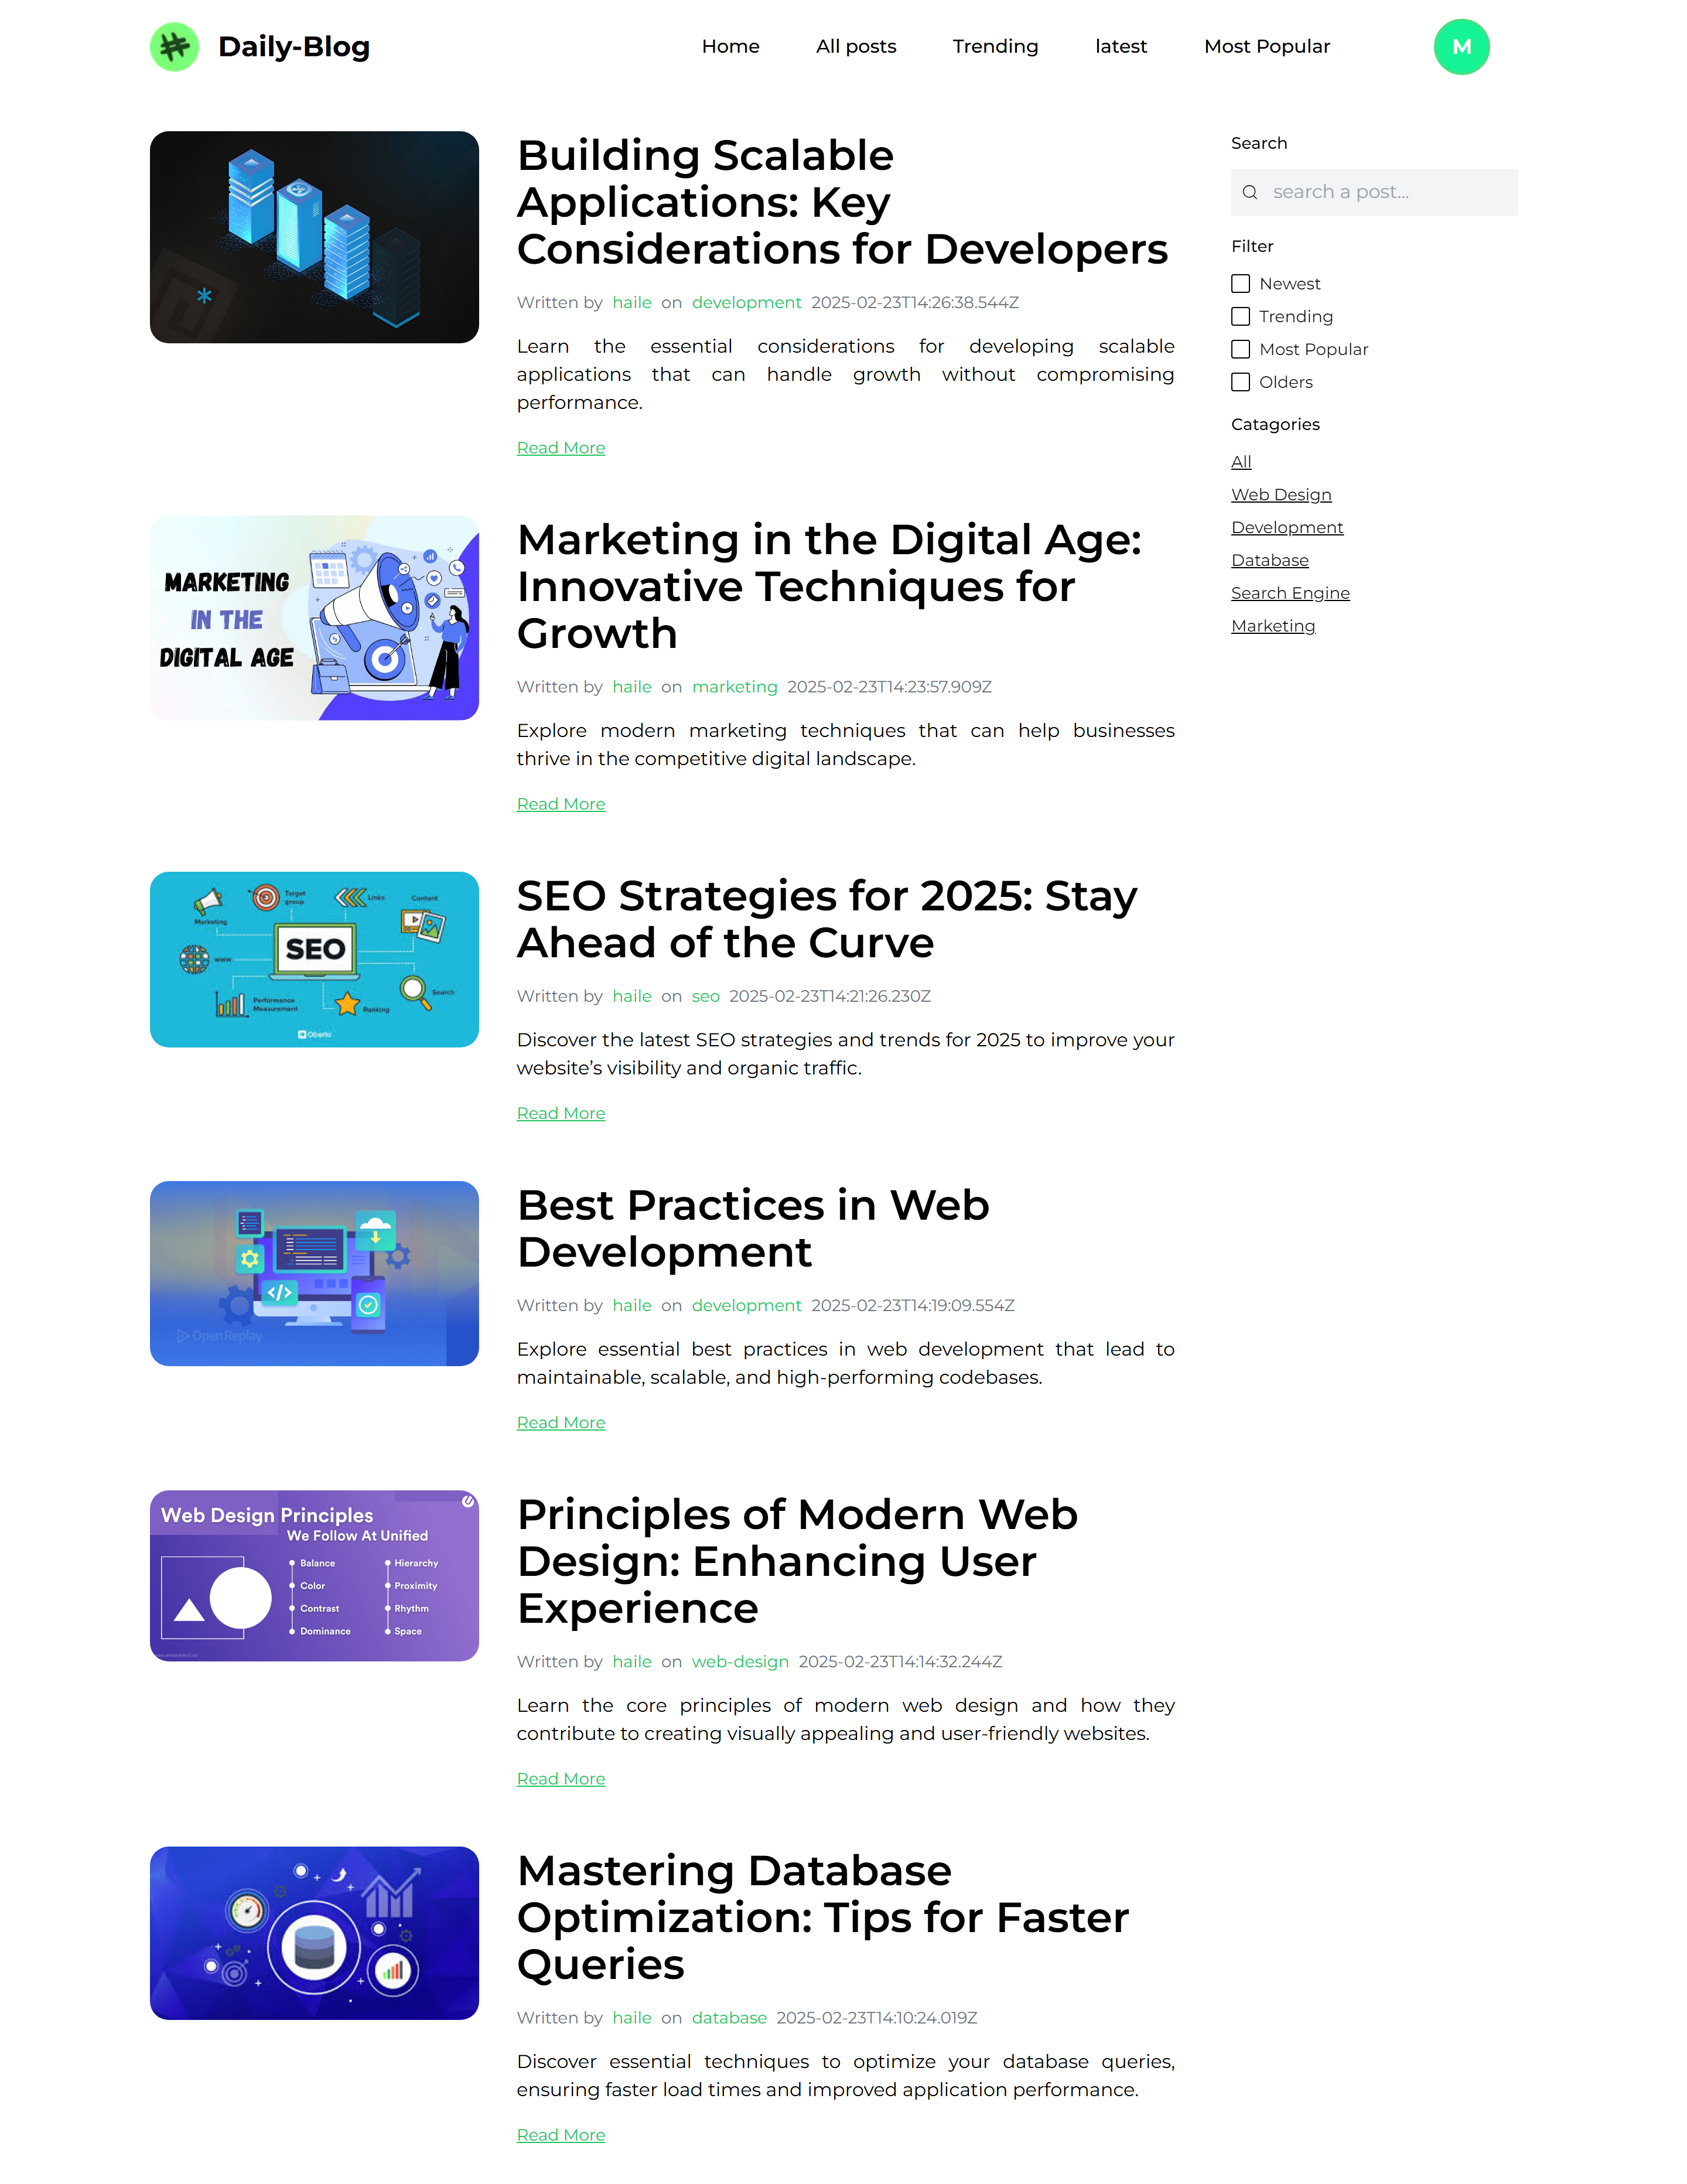 Daily-Blog
Home
All posts
Trending
latest
Most Popular
M
Building Scalable
Applications: Key
Considerations for Developers
Written by haile on development 2025-02-23T14:26:38.544Z
Learn the essential considerations for developing scalable
applications that can handle growth without compromising
performance.
Read More
MARKETING
IN THE
DIGITAL AGE
Marketing in the Digital Age:
Innovative Techniques for
Growth
Written by haile on marketing 2025-02-23T14:23:57.909Z
Explore modern marketing techniques that can help businesses
thrive in the competitive digital landscape.
Read More
Marketing
Target
group
Links
Content
SEO
www
Performance
Measurement
Ranking
Search
Oberlo
SEO Strategies for 2025: Stay
Ahead of the Curve
Written by haile on seo 2025-02-23T14:21:26.230Z
Discover the latest SEO strategies and trends for 2025 to improve your
website’s visibility and organic traffic.
Read More
</>
OpenReplay
Best Practices in Web
Development
Written by haile on development 2025-02-23T14:19:09.554Z
Explore essential best practices in web development that lead to
maintainable, scalable, and high-performing codebases.
Read More
Web Design Principles
We Follow At Unified
Balance
Color
Contrast
Dominance
Hierarchy
Proximity
Rhythm
Space
Principles of Modern Web
Design: Enhancing User
Experience
Written by haile on web-design 2025-02-23T14:14:32.244Z
Learn the core principles of modern web design and how they
contribute to creating visually appealing and user-friendly websites.
Read More
Mastering Database
Optimization: Tips for Faster
Queries
Written by haile on database 2025-02-23T14:10:24.019Z
Discover essential techniques to optimize your database queries,
ensuring faster load times and improved application performance.
Read More
Search
search a post...
Filter
Newest
Trending
Most Popular
Olders
Catagories
All
Web Design
Development
Database
Search Engine
Marketing